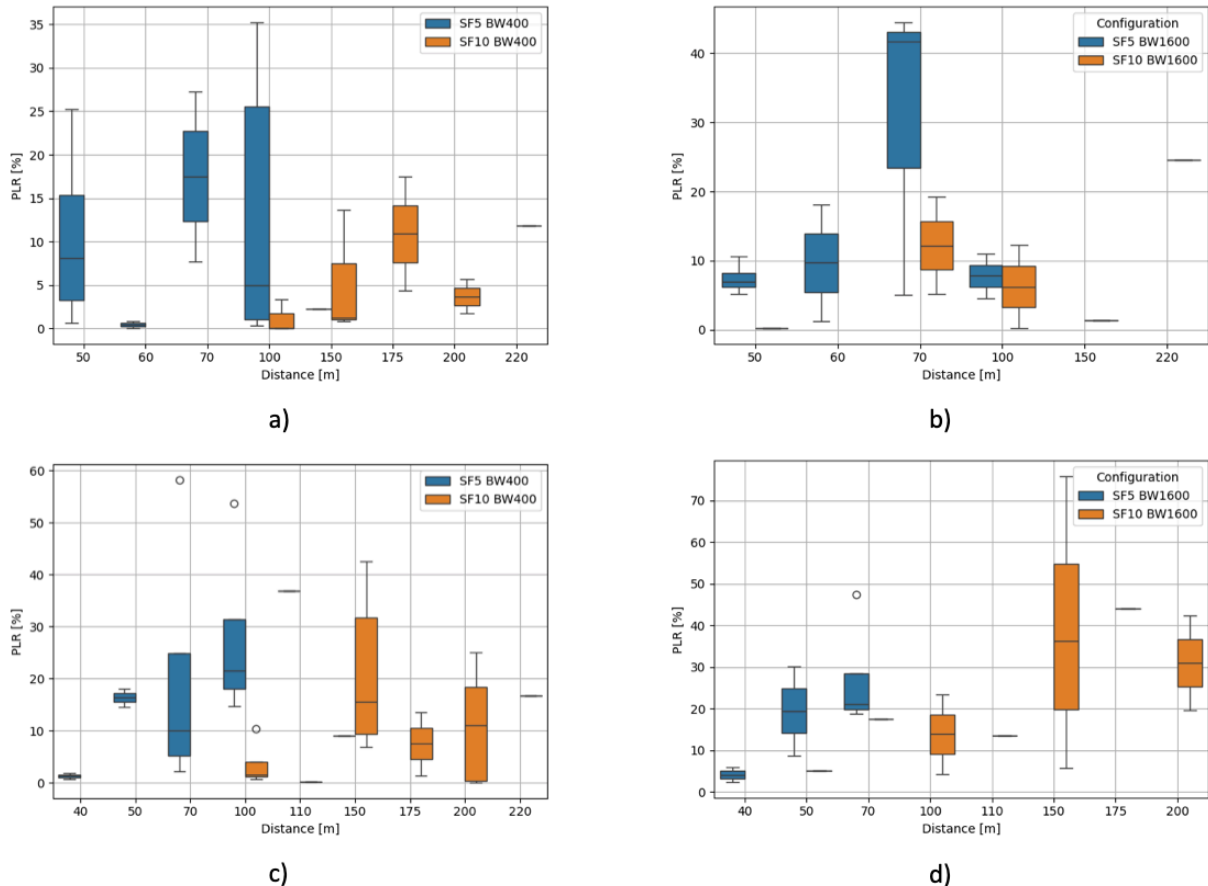 35
30
25
20
15
10
5
0
PLR [%]
SF5 BW400
SF10 BW400
50 60 70 100 150 175 200 220
Distance [m]
a)
40
30
20
10
0
PLR [%]
Configuration
SF5 BW1600
SF10 BW1600
50 60 70 100 150 220
Distance [m]
b)
60
50
40
30
20
10
0
PLR [%]
SF5 BW400
SF10 BW400
40 50 70 100 110 150 175 200 220
Distance [m]
c)
70
60
50
40
30
20
10
0
PLR [%]
Configuration
SF5 BW1600
SF10 BW1600
40 50 70 100 110 150 175 200
Distance [m]
d)